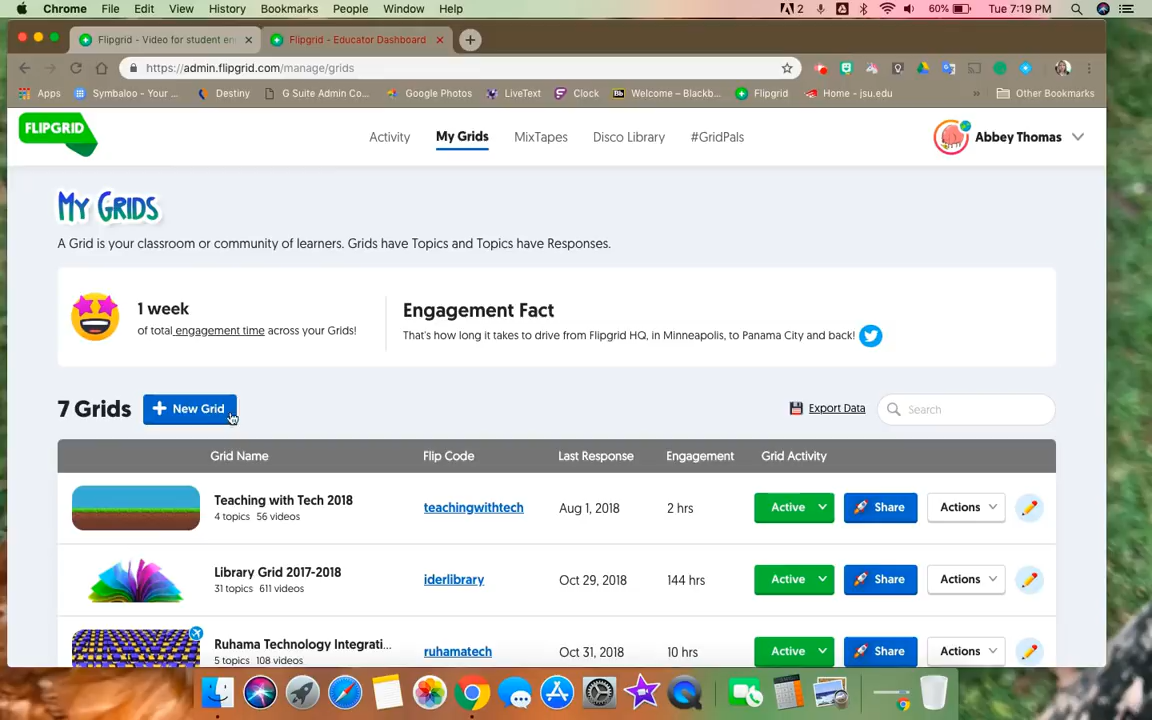 Chrome File Edit View History Bookmarks People Window Help 2 60% Tue 7:19 PM
Flipgrid - Video for student en Flipgrid - Educator Dashboard
https://admin.flipgrid.com/manage/grids
Apps Symbaloo - Your ... Destiny G Suite Admin Co... Google Photos LiveText Clock Bb Welcome – Blackb... Flipgrid Home - jsu.edu » Other Bookmarks
FLIPGRID Activity My Grids MixTapes Disco Library #GridPals Abbey Thomas
My Grids
A Grid is your classroom or community of learners. Grids have Topics and Topics have Responses.
1 week
of total engagement time across your Grids!
Engagement Fact
That's how long it takes to drive from Flipgrid HQ, in Minneapolis, to Panama City and back!
7 Grids + New Grid Export Data Search
Grid Name Flip Code Last Response Engagement Grid Activity
Teaching with Tech 2018 teachingwithtech Aug 1, 2018 2 hrs Active Share Actions
4 topics 56 videos
Library Grid 2017-2018 iderlibrary Oct 29, 2018 144 hrs Active Share Actions
31 topics 611 videos
Ruhama Technology Integrati... ruhamatech Oct 31, 2018 10 hrs Active Share Actions
5 topics 108 videos